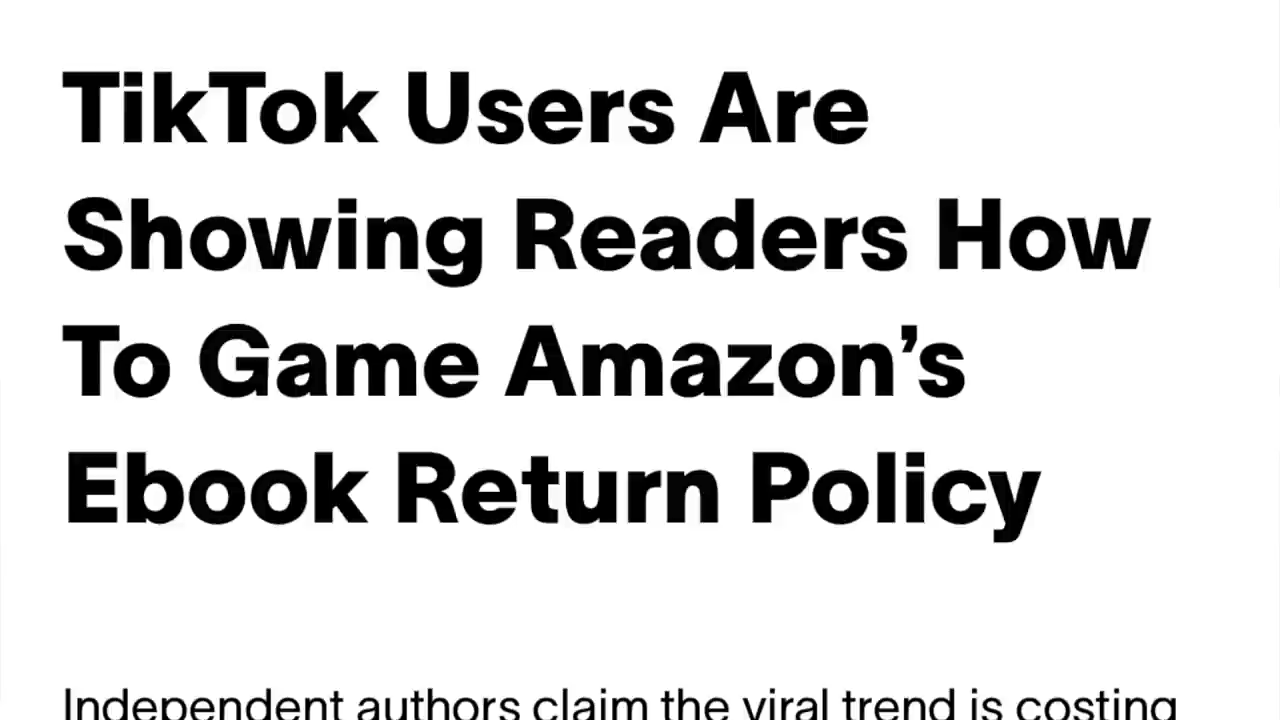 TikTok Users Are
Showing Readers How
To Game Amazon’s
Ebook Return Policy
Independent authors claim the viral trend is costing